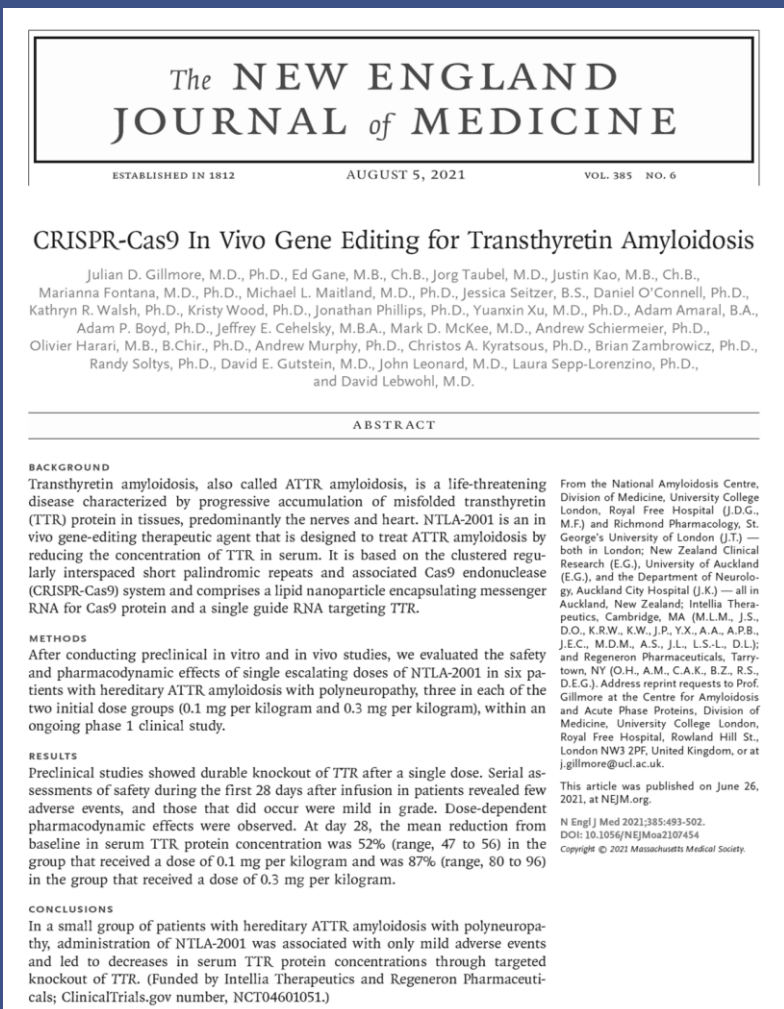 The NEW ENGLAND
JOURNAL of MEDICINE
ESTABLISHED IN 1812 AUGUST 5, 2021 VOL. 385 NO. 6
CRISPR-Cas9 In Vivo Gene Editing for Transthyretin Amyloidosis
Julian D. Gillmore, M.D., Ph.D., Ed Gane, M.B., Ch.B., Jorg Taubel, M.D., Justin Kao, M.B., Ch.B.,
Marianna Fontana, M.D., Ph.D., Michael L. Maitland, M.D., Ph.D., Jessica Seitzer, B.S., Daniel O'Connell, Ph.D.,
Kathryn R. Walsh, Ph.D., Kristy Wood, Ph.D., Jonathan Phillips, Ph.D., Yuanxin Xu, M.D., Ph.D., Adam Amaral, B.A.,
Adam P. Boyd, Ph.D., Jeffrey E. Cehelsky, M.B.A., Mark D. McKee, M.D., Andrew Schiermeier, Ph.D.,
Olivier Harari, M.B., B.Chir., Ph.D., Andrew Murphy, Ph.D., Christos A. Kyratsous, Ph.D., Brian Zambrowicz, Ph.D.,
Randy Soltys, Ph.D., David E. Gutstein, M.D., John Leonard, M.D., Laura Sepp-Lorenzino, Ph.D.,
and David Lebwohl, M.D.
ABSTRACT
BACKGROUND
Transthyretin amyloidosis, also called ATTR amyloidosis, is a life-threatening
disease characterized by progressive accumulation of misfolded transthyretin
(TTR) protein in tissues, predominantly the nerves and heart. NTLA-2001 is an in
vivo gene-editing therapeutic agent that is designed to treat ATTR amyloidosis by
reducing the concentration of TTR in serum. It is based on the clustered regu-
larly interspaced short palindromic repeats and associated Cas9 endonuclease
(CRISPR-Cas9) system and comprises a lipid nanoparticle encapsulating messenger
RNA for Cas9 protein and a single guide RNA targeting TTR.
METHODS
After conducting preclinical in vitro and in vivo studies, we evaluated the safety
and pharmacodynamic effects of single escalating doses of NTLA-2001 in six pa-
tients with hereditary ATTR amyloidosis with polyneuropathy, three in each of the
two initial dose groups (0.1 mg per kilogram and 0.3 mg per kilogram), within an
ongoing phase 1 clinical study.
RESULTS
Preclinical studies showed durable knockout of TTR after a single dose. Serial as-
sessments of safety during the first 28 days after infusion in patients revealed few
adverse events, and those that did occur were mild in grade. Dose-dependent
pharmacodynamic effects were observed. At day 28, the mean reduction from
baseline in serum TTR protein concentration was 52% (range, 47 to 56) in the
group that received a dose of 0.1 mg per kilogram and was 87% (range, 80 to 96)
in the group that received a dose of 0.3 mg per kilogram.
CONCLUSIONS
In a small group of patients with hereditary ATTR amyloidosis with polyneuropa-
thy, administration of NTLA-2001 was associated with only mild adverse events
and led to decreases in serum TTR protein concentrations through targeted
knockout of TTR. (Funded by Intellia Therapeutics and Regeneron Pharmaceuti-
cals; ClinicalTrials.gov number, NCT04601051.)
From the National Amyloidosis Centre,
Division of Medicine, University College
London, Royal Free Hospital (J.D.G.,
M.F.) and Richmond Pharmacology, St.
George's University of London (J.T.) —
both in London; New Zealand Clinical
Research (E.G.), University of Auckland
(E.G.), and the Department of Neurolo-
gy, Auckland City Hospital (J.K.) — all in
Auckland, New Zealand; Intellia Thera-
peutics, Cambridge, MA (M.L.M., J.S.,
D.O., K.R.W., K.W., J.P., Y.X., A.A., A.P.B.,
J.E.C., M.D.M., A.S., J.L., L.S.-L., D.L.);
and Regeneron Pharmaceuticals, Tarry-
town, NY (O.H., A.M., C.A.K., B.Z., R.S.,
D.E.G.). Address reprint requests to Prof.
Gillmore at the Centre for Amyloidosis
and Acute Phase Proteins, Division of
Medicine, University College London,
Royal Free Hospital, Rowland Hill St.,
London NW3 2PF, United Kingdom, or at
j.gillmore@ucl.ac.uk.
This article was published on June 26,
2021, at NEJM.org.
N Engl J Med 2021;385:493-502.
DOI: 10.1056/NEJMoa2107454
Copyright © 2021 Massachusetts Medical Society.